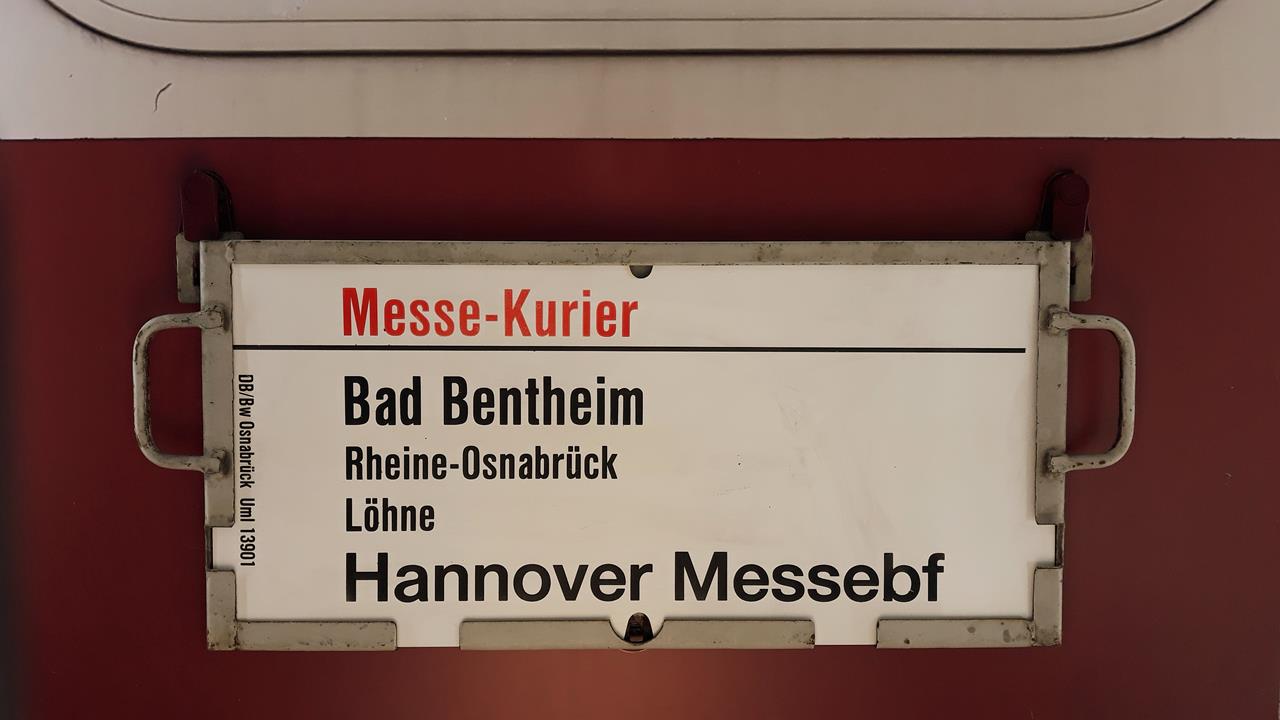 Messe-Kurier
Bad Bentheim
Rheine-Osnabrück
Löhne
Hannover Messebf
DB/Bw Osnabrück Uml 13901